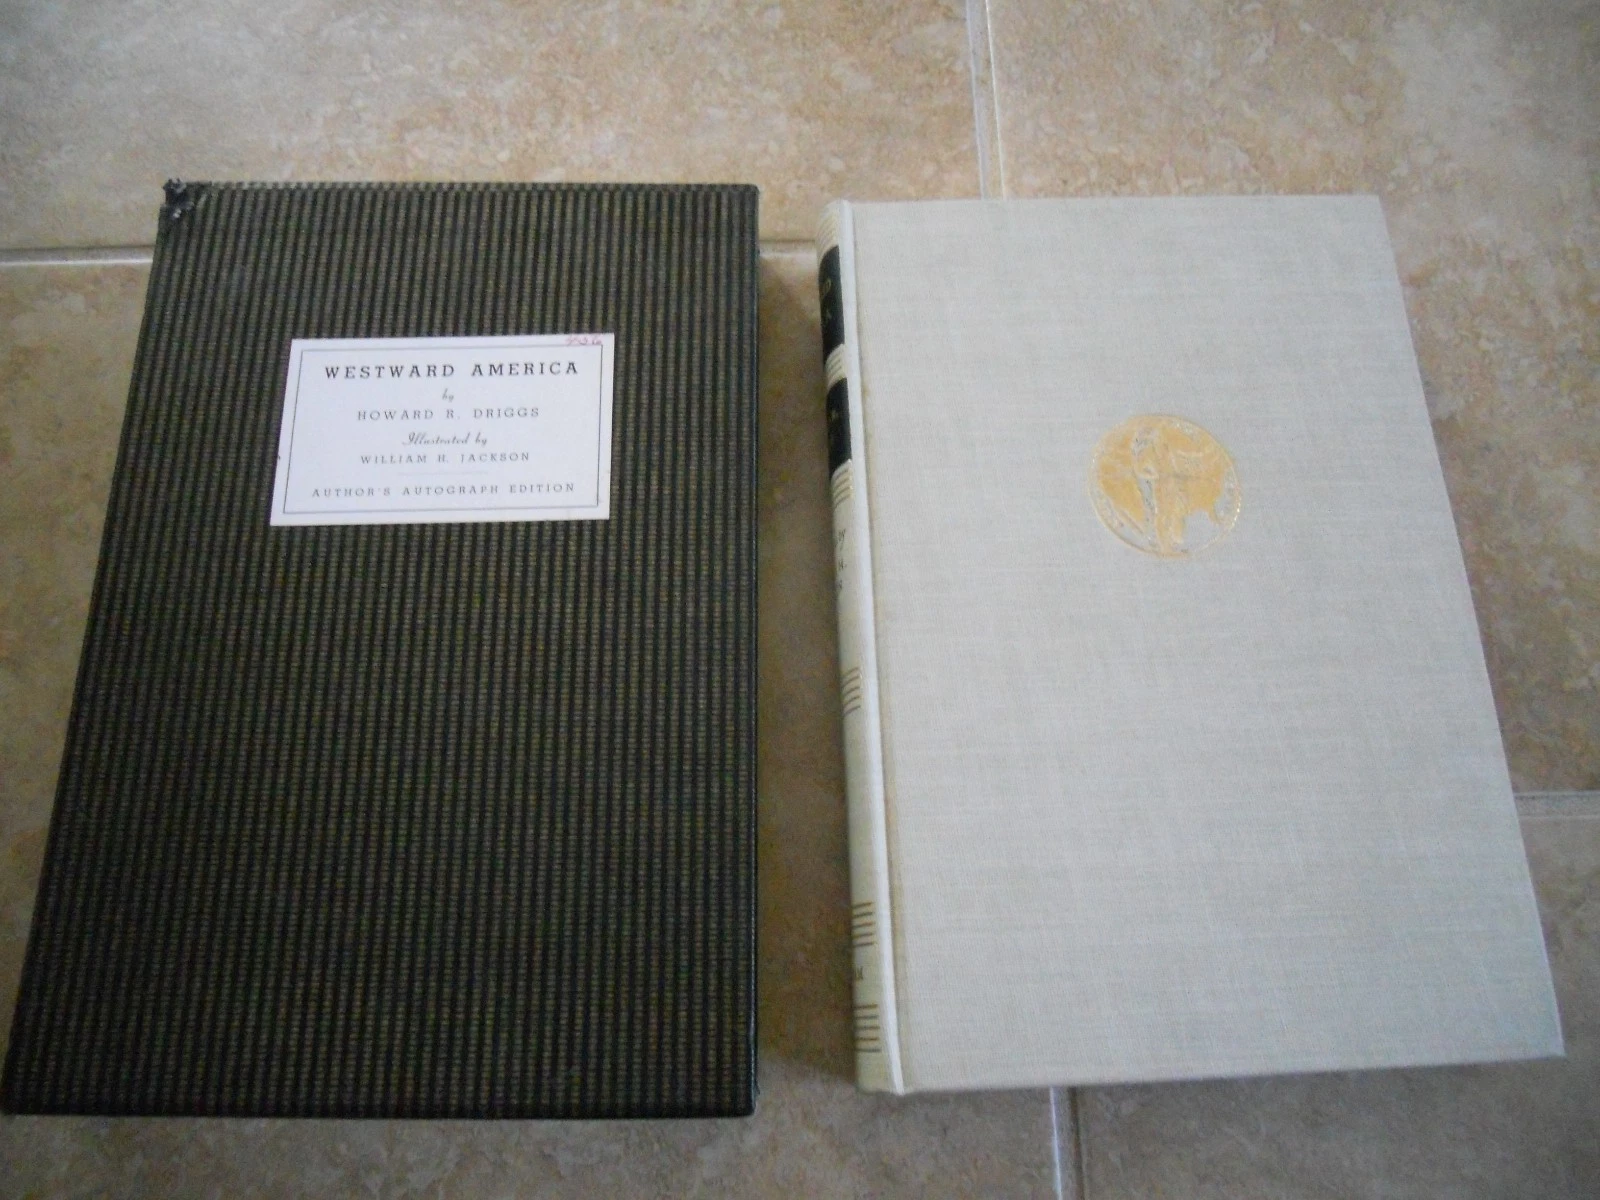 WESTWARD AMERICA
by
HOWARD R. DRIGGS
Illustrated by
WILLIAM H. JACKSON
AUTHOR'S AUTOGRAPH EDITION